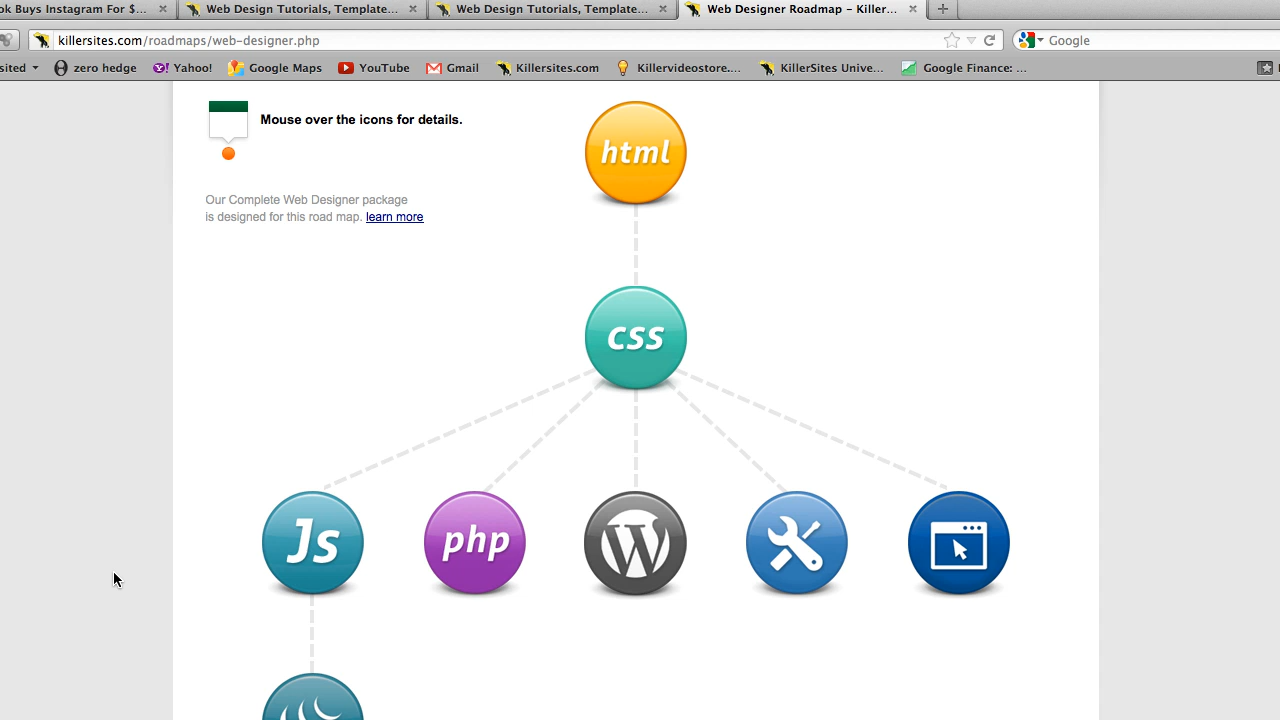 ok Buys Instagram For $...
Web Design Tutorials, Template...
Web Design Tutorials, Template...
Web Designer Roadmap – Killer...
killersites.com/roadmaps/web-designer.php
Google
sited
zero hedge
Yahoo!
Google Maps
YouTube
Gmail
Killersites.com
Killervideostore....
KillerSites Unive...
Google Finance: ...
Mouse over the icons for details.
html
Our Complete Web Designer package
is designed for this road map. learn more
css
Js
php